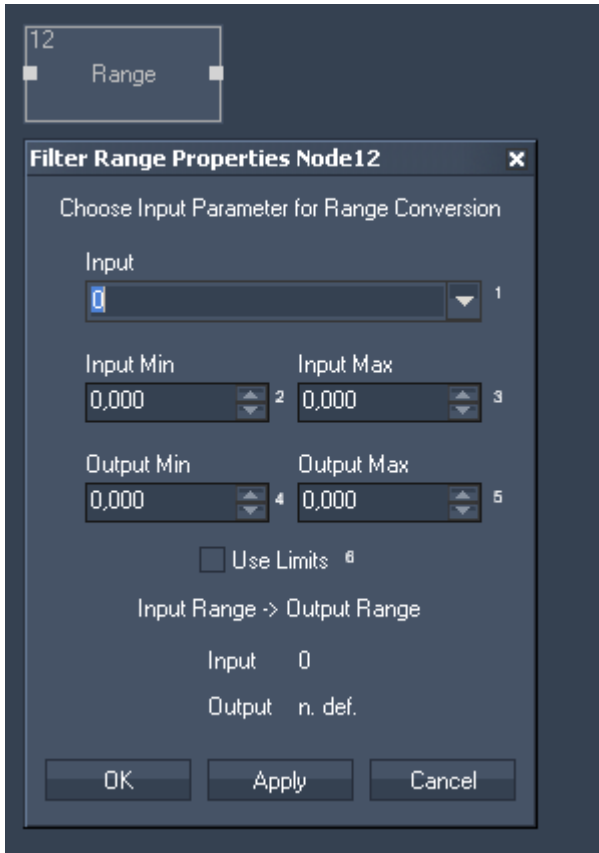 12
Range
Filter Range Properties Node12
Choose Input Parameter for Range Conversion
Input
0 1
Input Min Input Max
0,000 2 0,000 3
Output Min Output Max
0,000 4 0,000 5
Use Limits 6
Input Range -> Output Range
Input 0
Output n. def.
OK Apply Cancel